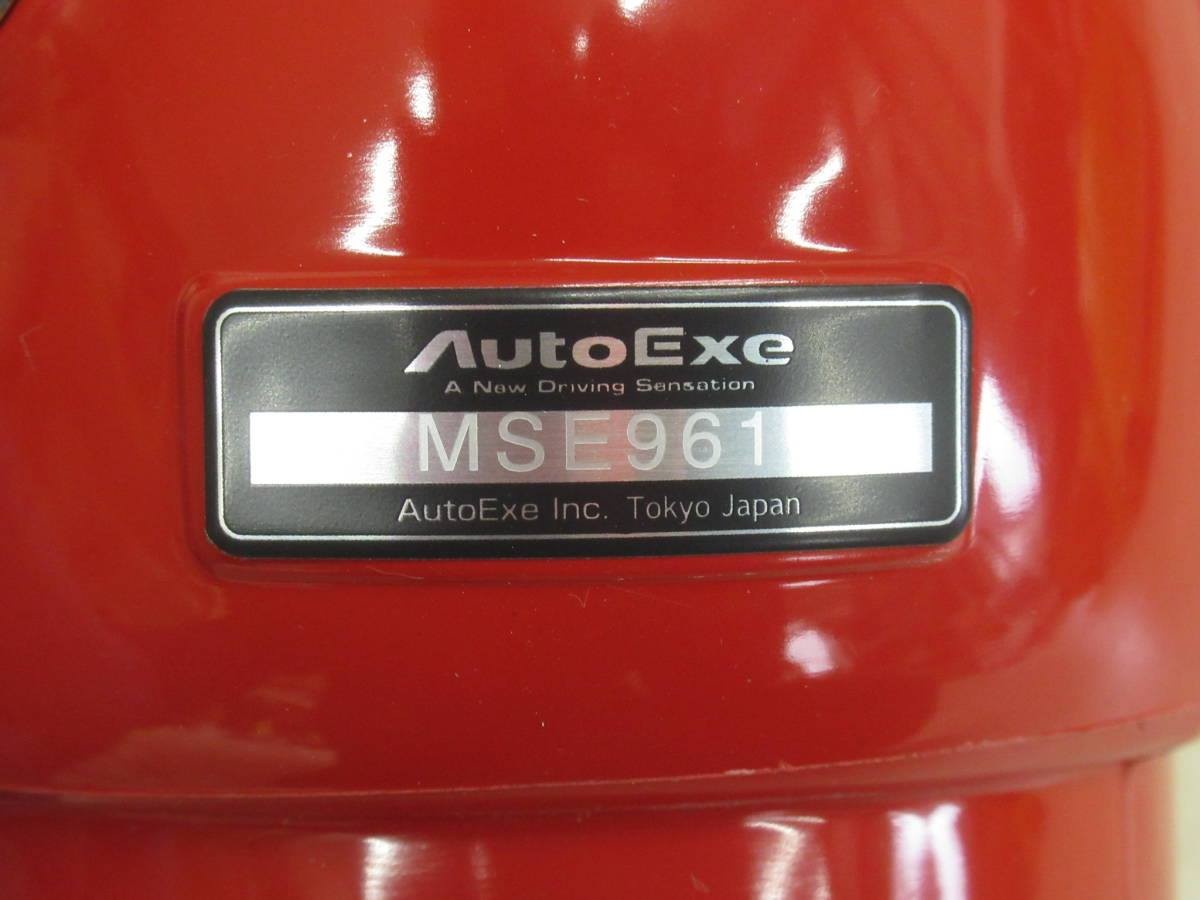 AutoExe
A New Driving Sensation
MSE961
AutoExe Inc. Tokyo Japan